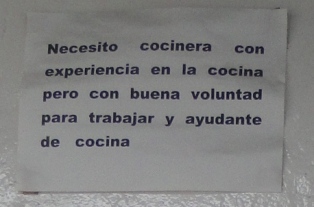 Necesito cocinera con
experiencia en la cocina
pero con buena voluntad
para trabajar y ayudante
de cocina